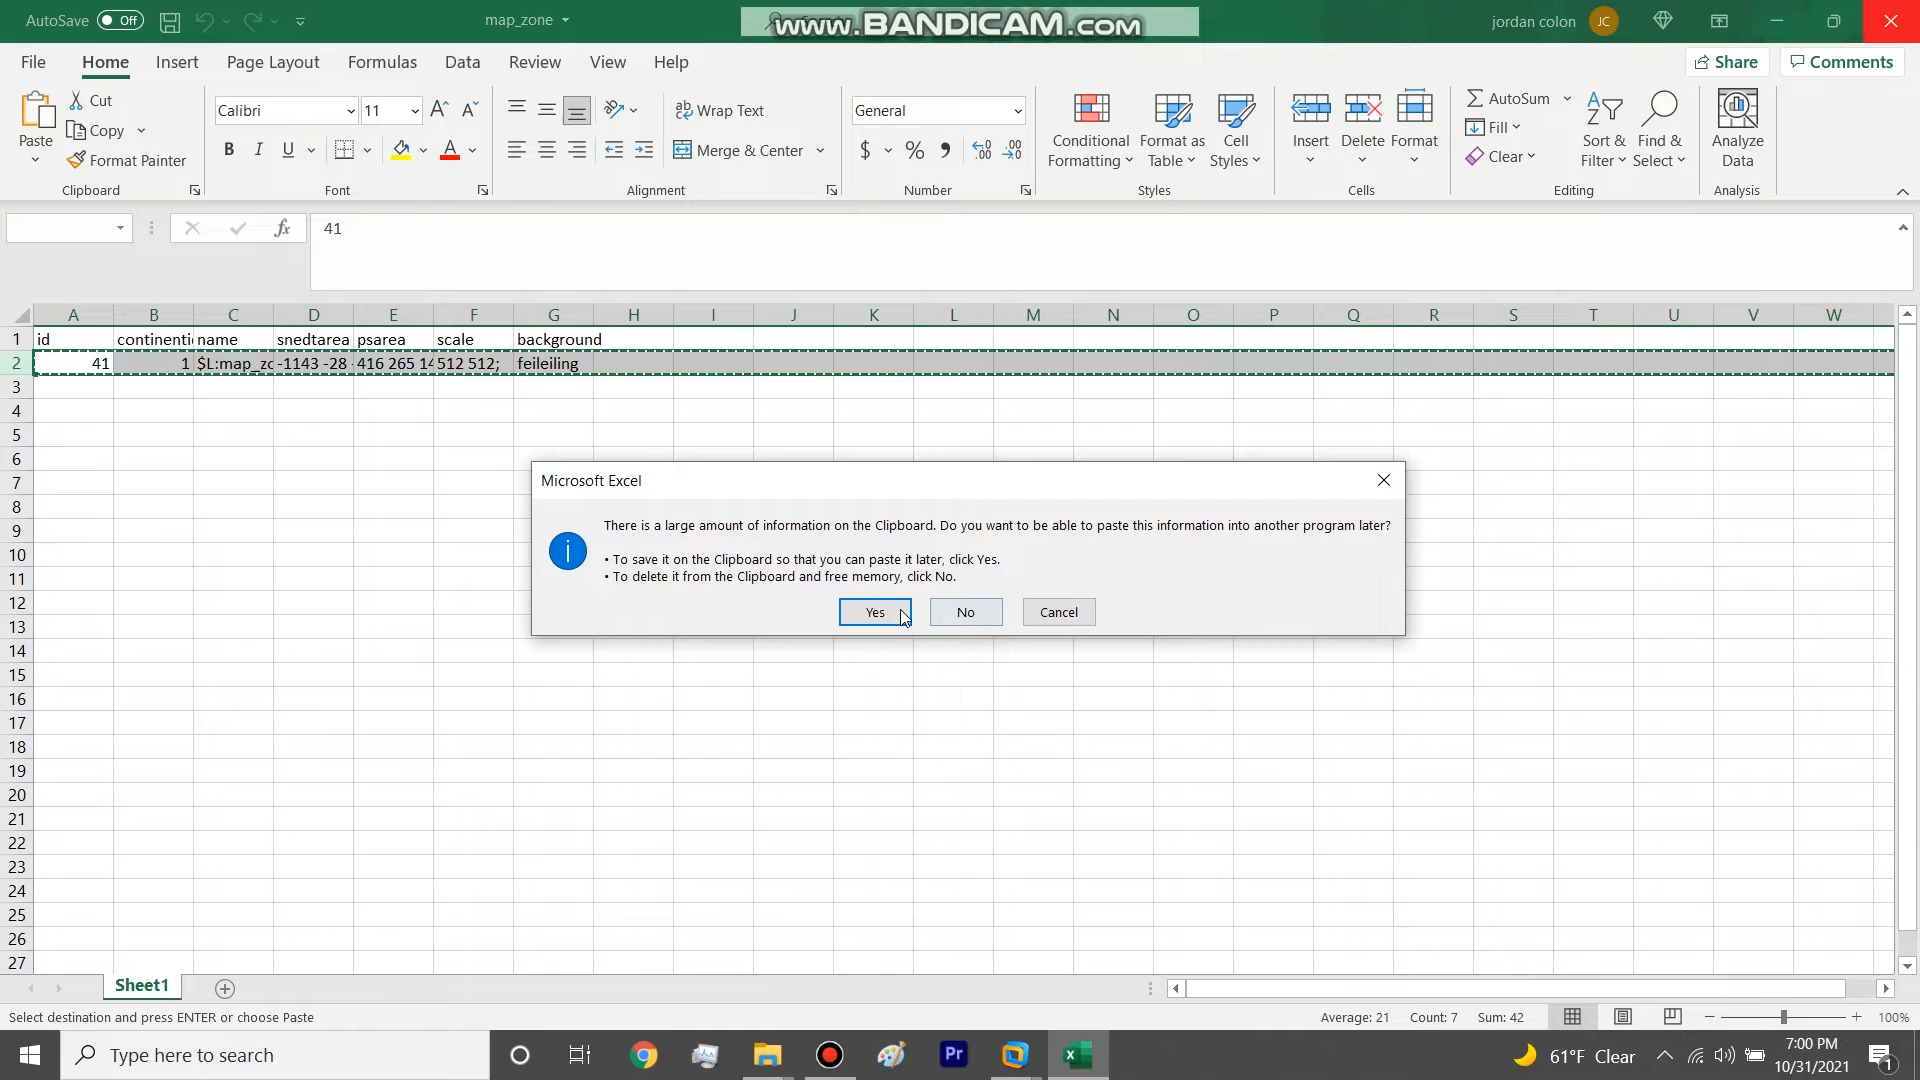 AutoSave Off
map_zone
www.BANDICAM.com
jordan colon JC
File Home Insert Page Layout Formulas Data Review View Help
Share Comments
Paste
Cut
Copy
Format Painter
Clipboard
Calibri 11
B I U
Font
Wrap Text
Merge & Center
Alignment
General
$ % 9
Number
Conditional Formatting
Format as Table
Cell Styles
Styles
Insert Delete Format
Cells
AutoSum
Fill
Clear
Sort & Filter
Find & Select
Editing
Analyze Data
Analysis
fx 41
A B C D E F G H I J K L M N O P Q R S T U V W
1 id continenti name snedtarea psarea scale background
2 41 1 $L:map_zo -1143 -28 416 265 14 512 512; feileiling
3
4
5
6
7
8
9
10
11
12
13
14
15
16
17
18
19
20
21
22
23
24
25
26
27
Microsoft Excel
There is a large amount of information on the Clipboard. Do you want to be able to paste this information into another program later?
• To save it on the Clipboard so that you can paste it later, click Yes.
• To delete it from the Clipboard and free memory, click No.
Yes No Cancel
Sheet1
Select destination and press ENTER or choose Paste
Average: 21 Count: 7 Sum: 42
100%
Type here to search
Pr
61°F Clear
7:00 PM
10/31/2021
1